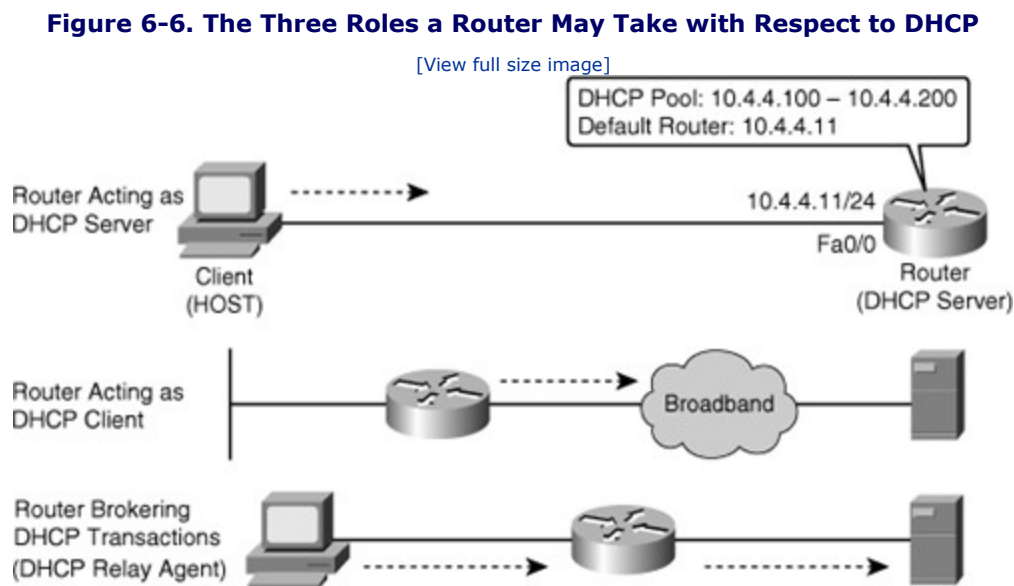 Figure 6-6. The Three Roles a Router May Take with Respect to DHCP
[View full size image]
DHCP Pool: 10.4.4.100 – 10.4.4.200
Default Router: 10.4.4.11
Router Acting as
DHCP Server
10.4.4.11/24
Fa0/0
Client
(HOST)
Router
(DHCP Server)
Router Acting as
DHCP Client
Broadband
Router Brokering
DHCP Transactions
(DHCP Relay Agent)